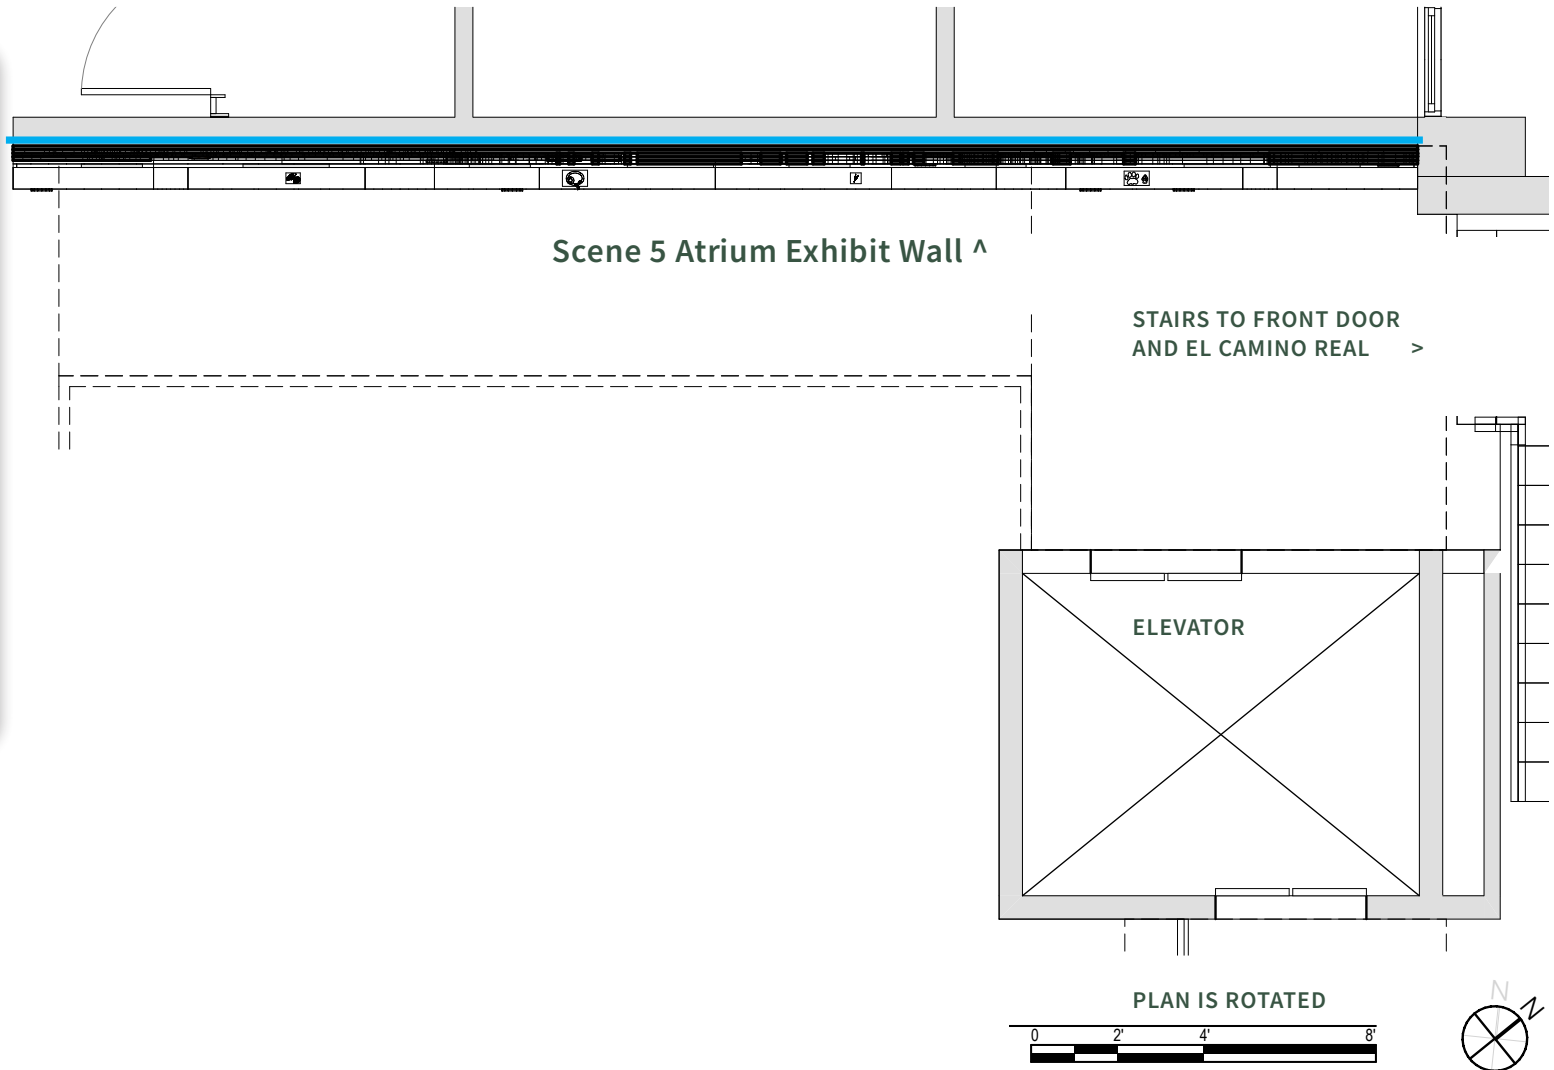 Scene 5 Atrium Exhibit Wall ^
STAIRS TO FRONT DOOR
AND EL CAMINO REAL >
ELEVATOR
PLAN IS ROTATED
0 2' 4' 8'
N N